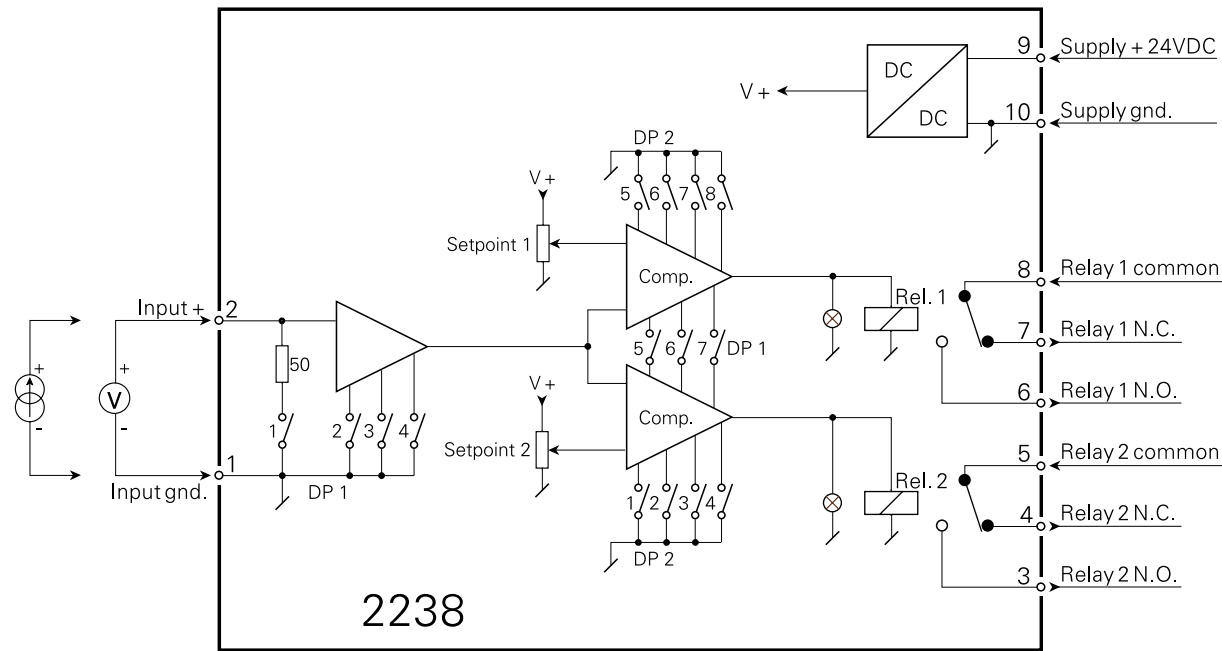 9 Supply + 24VDC
DC
V +
DC
10 Supply gnd.
DP 2
V+
5 6 7 8
Setpoint 1
Comp.
8 Relay 1 common
Rel. 1
Input + 2
7 Relay 1 N.C.
50
5 6 7 DP 1
+
+
V
-
-
1 2 3 4
V+
6 Relay 1 N.O.
Comp.
Setpoint 2
5 Relay 2 common
1
Input gnd.
DP 1
Rel. 2
1 2 3 4
4 Relay 2 N.C.
DP 2
3 Relay 2 N.O.
2238